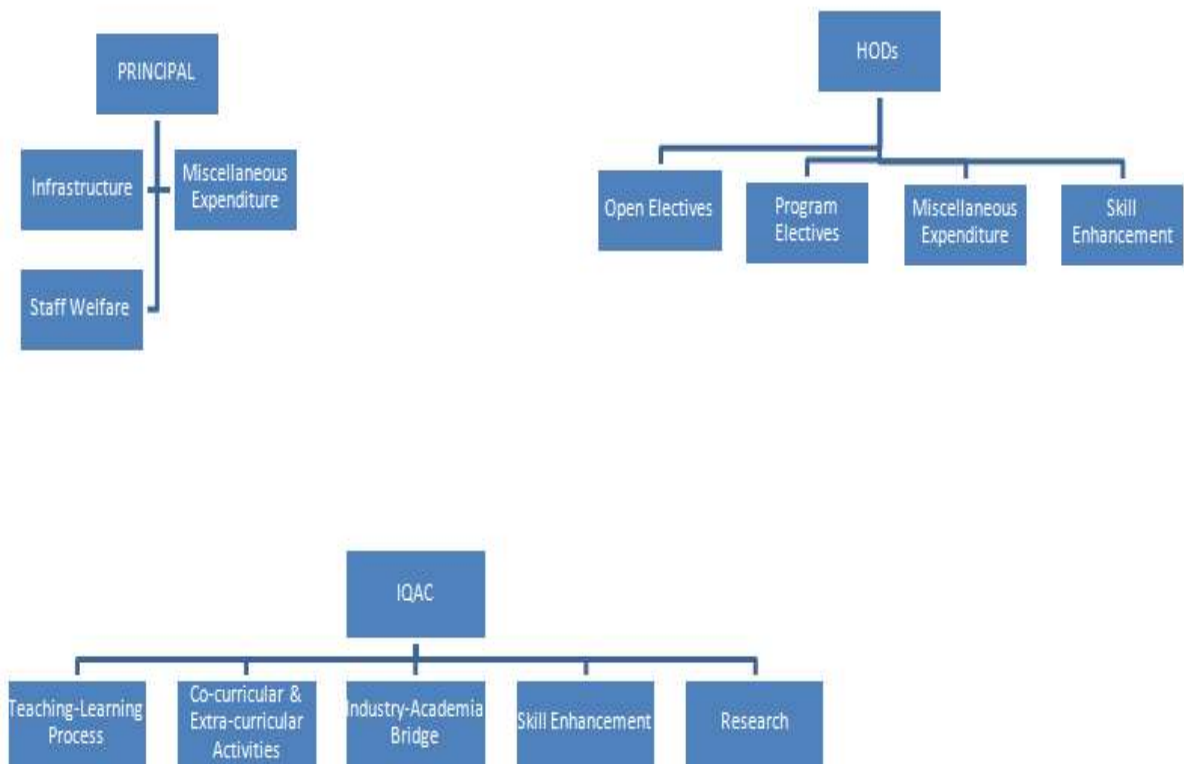 PRINCIPAL
Infrastructure
Miscellaneous
Expenditure
Staff Welfare
HODs
Open Electives
Program
Electives
Miscellaneous
Expenditure
Skill
Enhancement
IQAC
Teaching-Learning
Process
Co-curricular &
Extra-curricular
Activities
Industry-Academia
Bridge
Skill Enhancement
Research